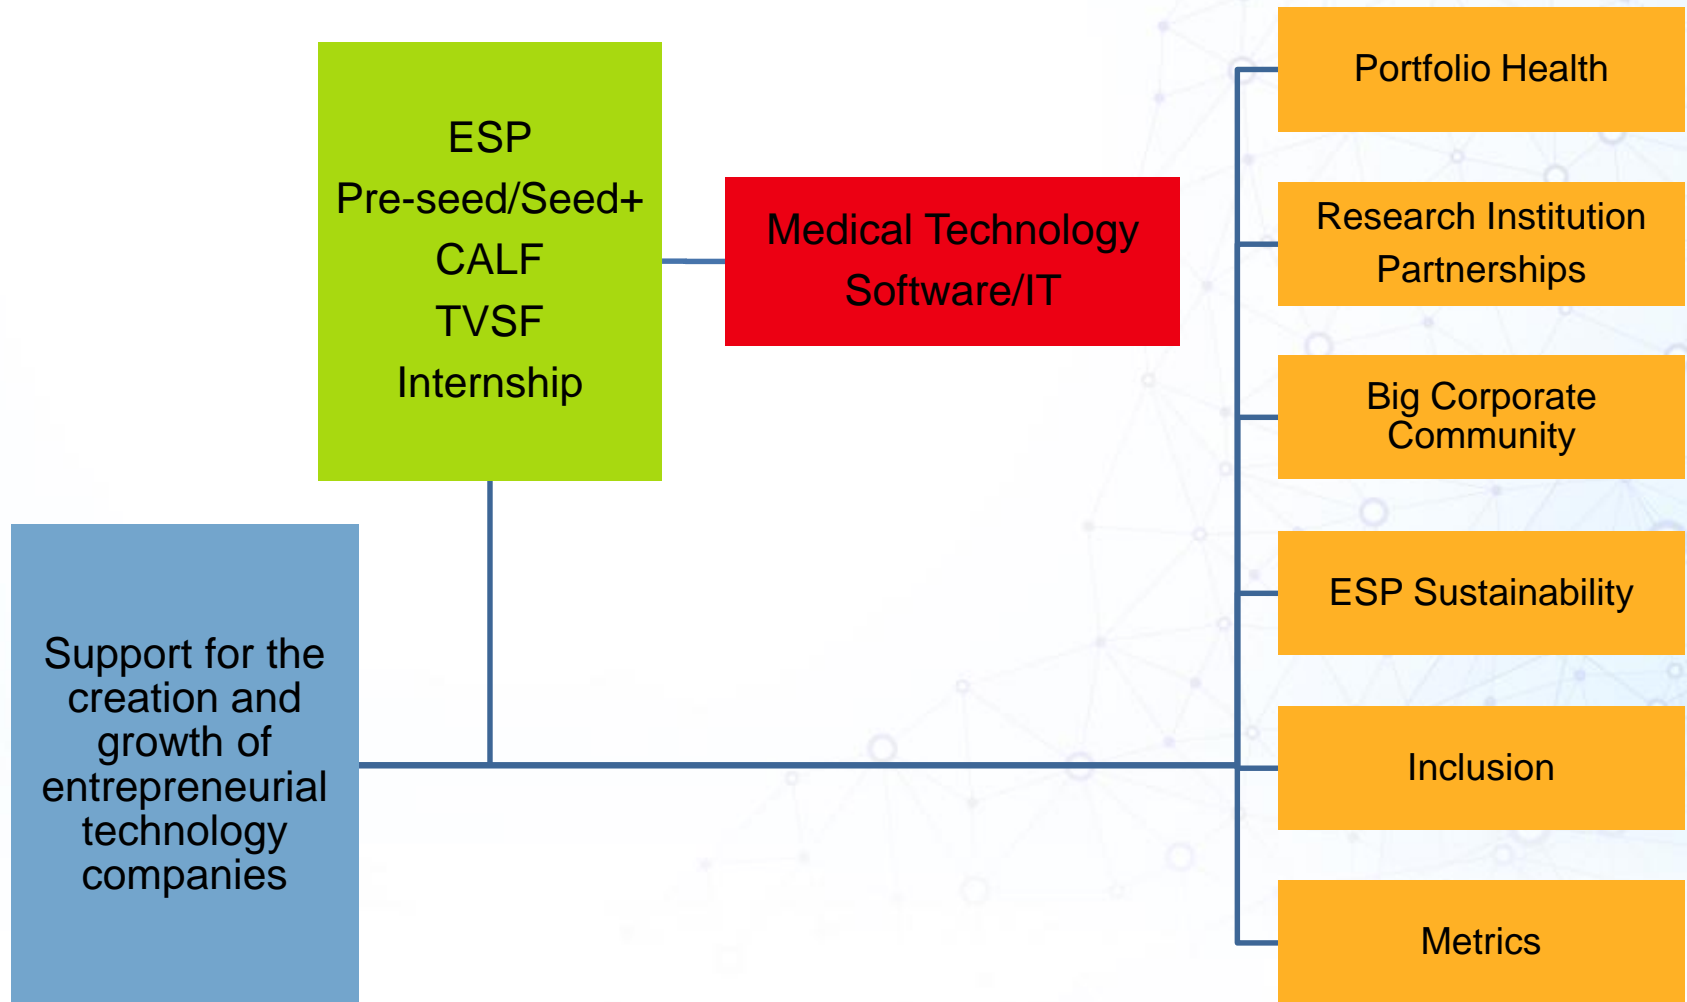 ESP
Pre-seed/Seed+
CALF
TVSF
Internship
Medical Technology
Software/IT
Support for the
creation and
growth of
entrepreneurial
technology
companies
Portfolio Health
Research Institution
Partnerships
Big Corporate
Community
ESP Sustainability
Inclusion
Metrics